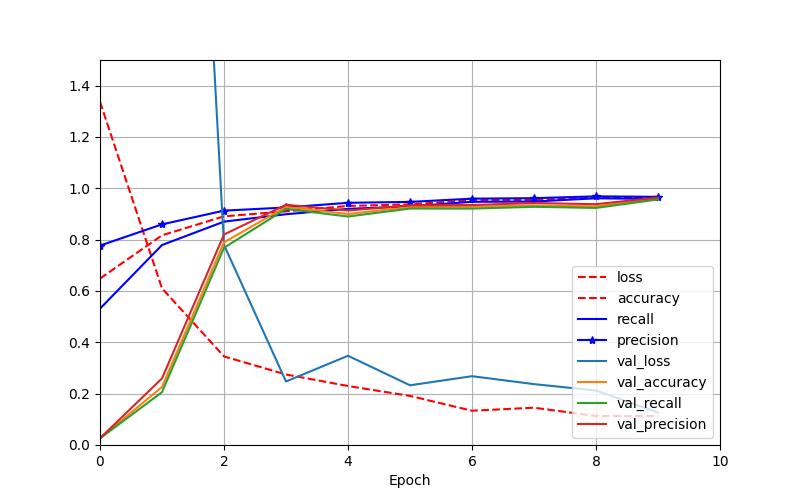 1.4
1.2
1.0
0.8
0.6
0.4
0.2
0.0
0 2 4 6 8 10
Epoch
loss
accuracy
recall
precision
val_loss
val_accuracy
val_recall
val_precision